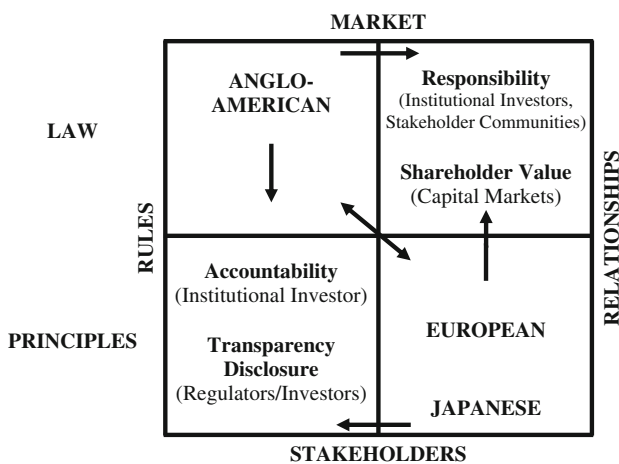 MARKET
ANGLO-
AMERICAN
Responsibility
(Institutional Investors,
Stakeholder Communities)
Shareholder Value
(Capital Markets)
LAW
RULES
RELATIONSHIPS
Accountability
(Institutional Investor)
Transparency
Disclosure
(Regulators/Investors)
EUROPEAN
JAPANESE
PRINCIPLES
STAKEHOLDERS